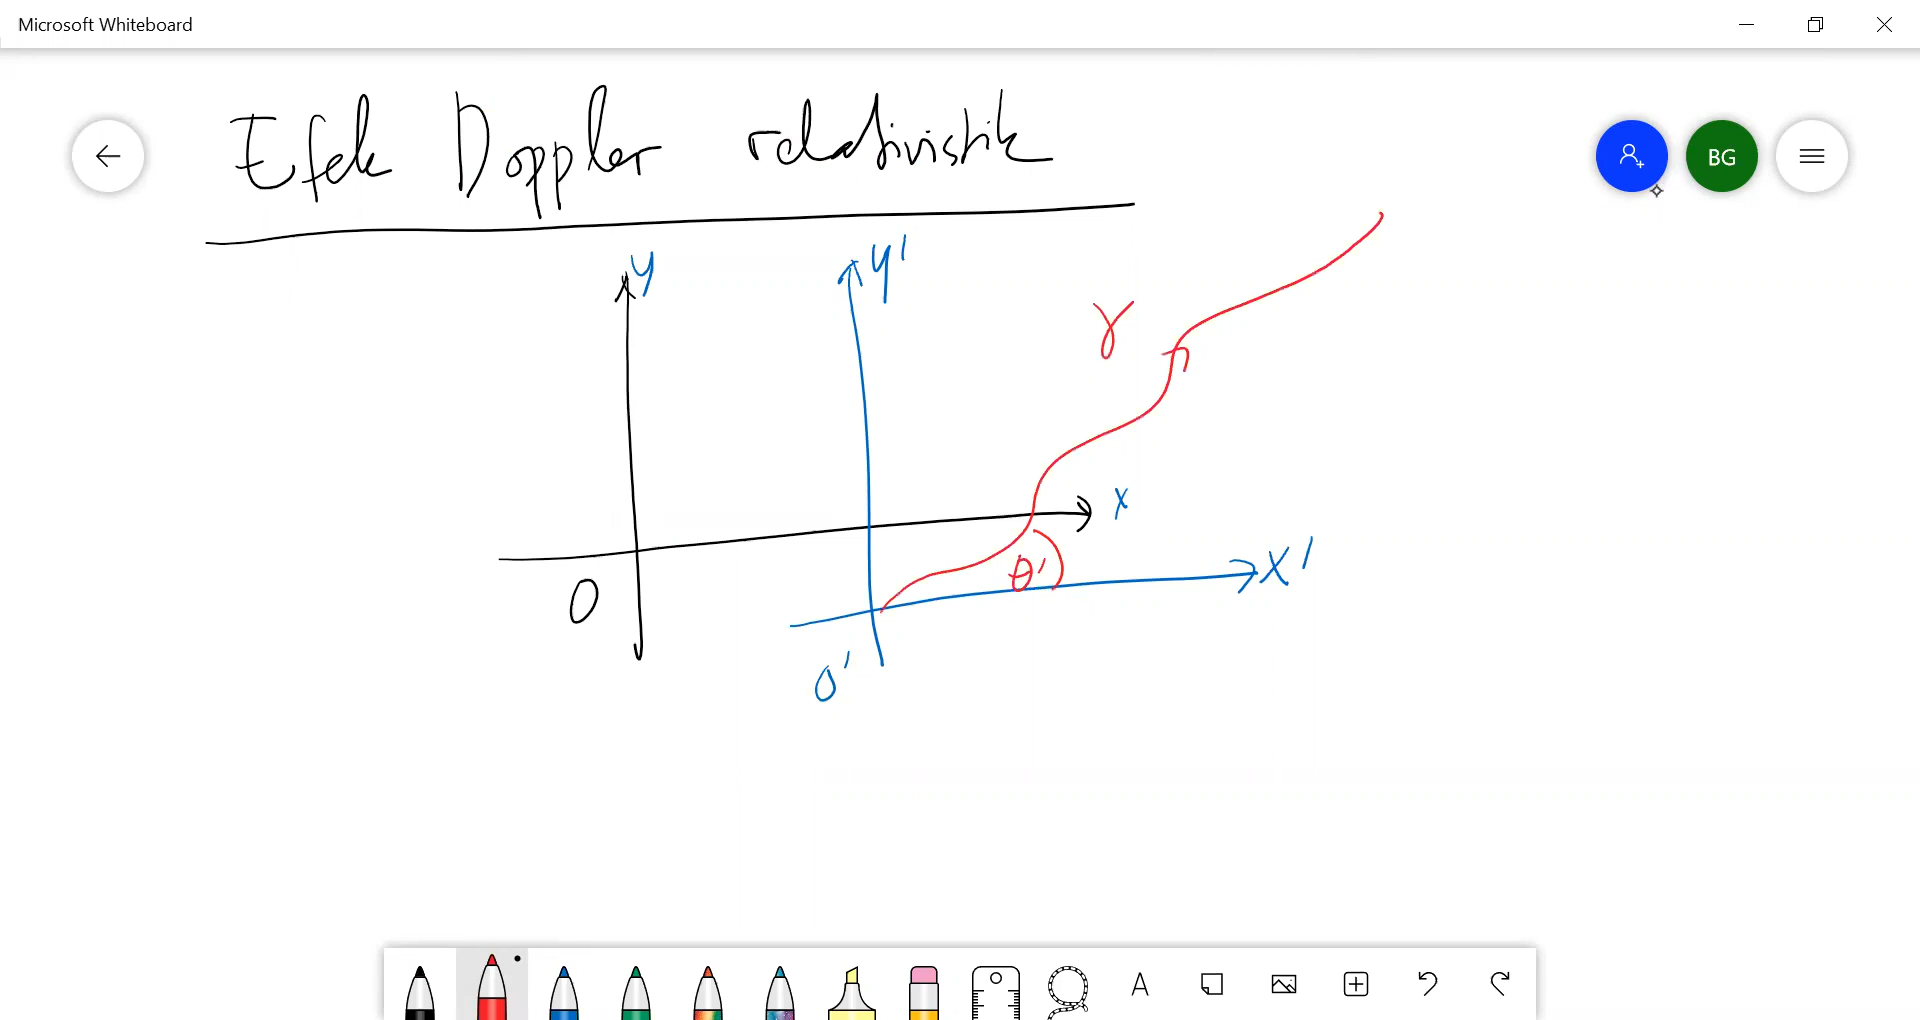 Microsoft Whiteboard
Efek Doppler relativistik
BG
y
y'
γ
x
θ'
x'
O
O'
A